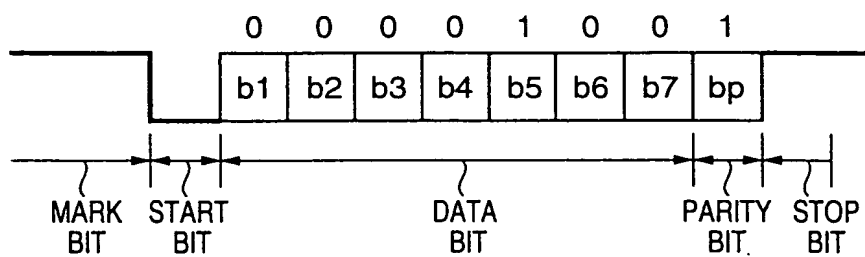 0 0 0 0 1 0 0 1
b1 b2 b3 b4 b5 b6 b7 bp
MARK BIT
START BIT
DATA BIT
PARITY BIT
STOP BIT